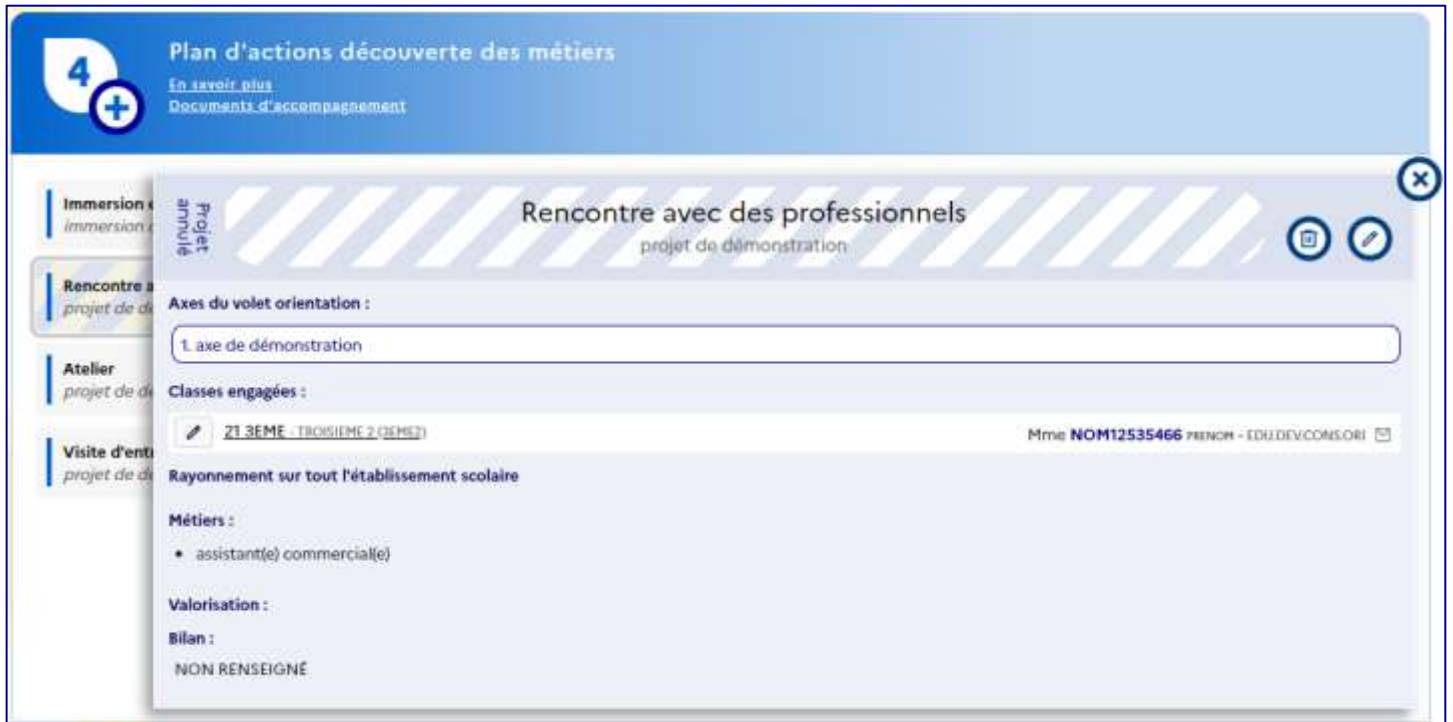 4
Plan d'actions découverte des métiers
En savoir plus
Documents d'accompagnement
Immersion
immersion
Rencontre a
projet de d
Atelier
projet de d
Visite d'ent
projet de d
Projet
annulé
Rencontre avec des professionnels
projet de démonstration
Axes du volet orientation :
1. axe de démonstration
Classes engagées :
21 3EME - TROISIEME 2 (3EME2)
Mme NOM12535466 PRENOM - EDU.DEV.CONS.ORI
Rayonnement sur tout l'établissement scolaire
Métiers :
• assistant(e) commercial(e)
Valorisation :
Bilan :
NON RENSEIGNÉ